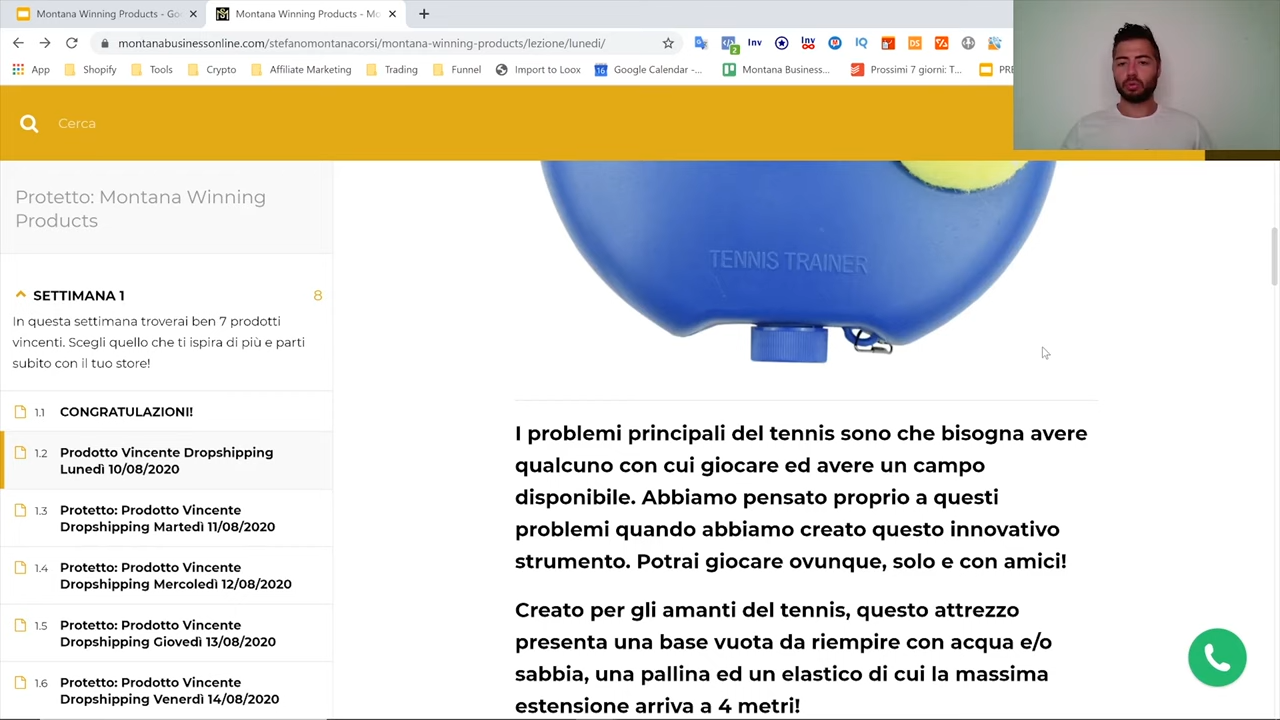 Montana Winning Products - Go
Montana Winning Products - Mo
montanabusinessonline.com/stefanomontanacorsi/montana-winning-products/lezione/lunedi/
2
Inv
Inv
IQ
DS
App
Shopify
Tools
Crypto
Affiliate Marketing
Trading
Funnel
Import to Loox
16
Google Calendar -...
Montana Business...
Prossimi 7 giorni: T...
PRE
Cerca
Protetto: Montana Winning
Products
SETTIMANA 1
8
In questa settimana troverai ben 7 prodotti
vincenti. Scegli quello che ti ispira di più e parti
subito con il tuo store!
1.1 CONGRATULAZIONI!
1.2 Prodotto Vincente Dropshipping
Lunedì 10/08/2020
1.3 Protetto: Prodotto Vincente
Dropshipping Martedì 11/08/2020
1.4 Protetto: Prodotto Vincente
Dropshipping Mercoledì 12/08/2020
1.5 Protetto: Prodotto Vincente
Dropshipping Giovedì 13/08/2020
1.6 Protetto: Prodotto Vincente
Dropshipping Venerdì 14/08/2020
TENNIS TRAINER
I problemi principali del tennis sono che bisogna avere
qualcuno con cui giocare ed avere un campo
disponibile. Abbiamo pensato proprio a questi
problemi quando abbiamo creato questo innovativo
strumento. Potrai giocare ovunque, solo e con amici!
Creato per gli amanti del tennis, questo attrezzo
presenta una base vuota da riempire con acqua e/o
sabbia, una pallina ed un elastico di cui la massima
estensione arriva a 4 metri!